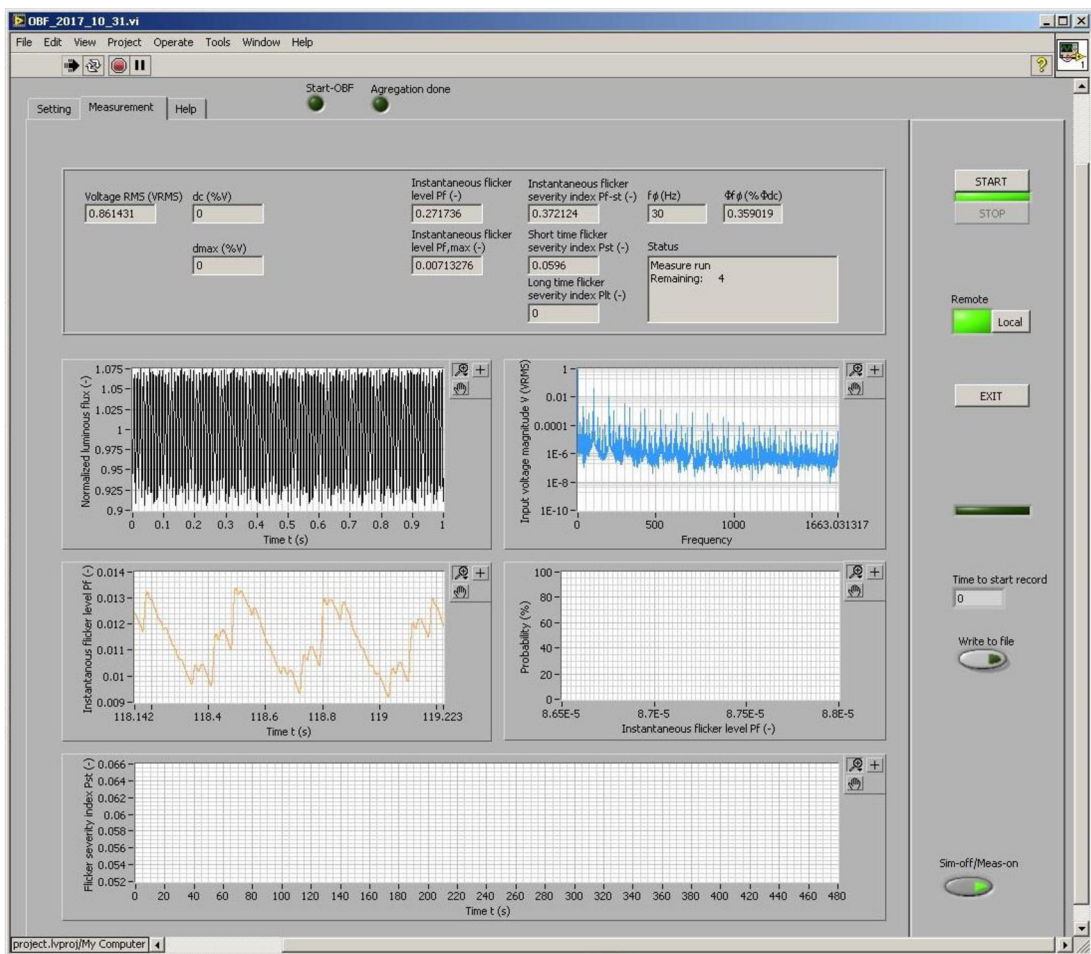 OBF_2017_10_31.vi
File Edit View Project Operate Tools Window Help
?
1
Start-OBF Agregation done
Setting Measurement Help
Voltage RMS (VRMS) dc (%V)
0.861431 0
dmax (%V)
0
Instantaneous flicker
level Pf (-)
0.271736
Instantaneous flicker
level Pf,max (-)
0.00713276
Instantaneous flicker
severity index Pf-st (-)
0.372124
Short time flicker
severity index Pst (-)
0.0596
Long time flicker
severity index Plt (-)
0
fϕ(Hz) Φfϕ(%Φdc)
30 0.359019
Status
Measure run
Remaining: 4
START
STOP
Remote
Local
EXIT
Time to start record
0
Write to file
Sim-off/Meas-on
Normalized luminous flux (-)
1.075
1.05
1.025
1
0.975
0.95
0.925
0.9
0 0.1 0.2 0.3 0.4 0.5 0.6 0.7 0.8 0.9 1
Time t (s)
Input voltage magnitude V (VRMS)
1
0.01
0.0001
1E-6
1E-8
1E-10
0 500 1000 1663.031317
Frequency
Instantanous flicker level Pf (-)
0.014
0.013
0.012
0.011
0.01
0.009
118.142 118.4 118.6 118.8 119 119.223
Time t (s)
Probability (%)
100
80
60
40
20
0
8.65E-5 8.7E-5 8.75E-5 8.8E-5
Instantaneous flicker level Pf (-)
Flicker severity index Pst (-)
0.066
0.064
0.062
0.06
0.058
0.056
0.054
0.052
0 20 40 60 80 100 120 140 160 180 200 220 240 260 280 300 320 340 360 380 400 420 440 460 480
Time t (s)
project.lvproj/My Computer